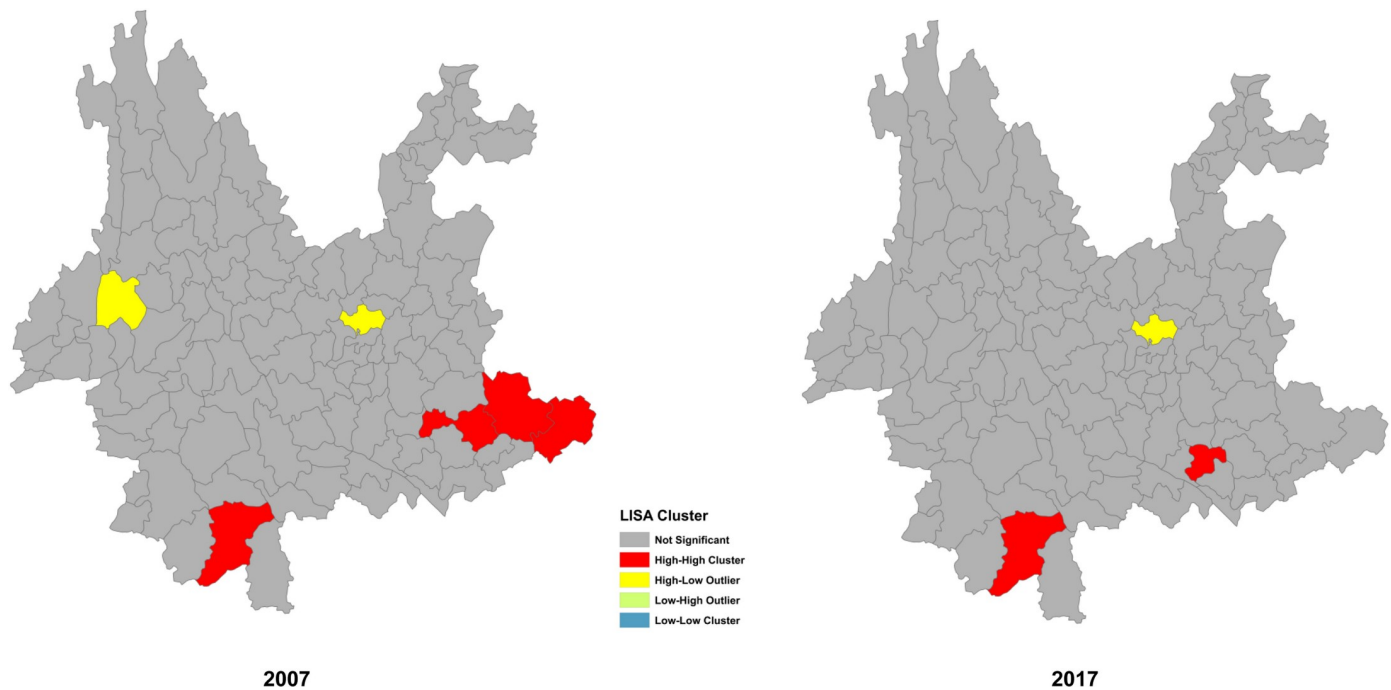 LISA Cluster
Not Significant
High-High Cluster
High-Low Outlier
Low-High Outlier
Low-Low Cluster
2007
2017